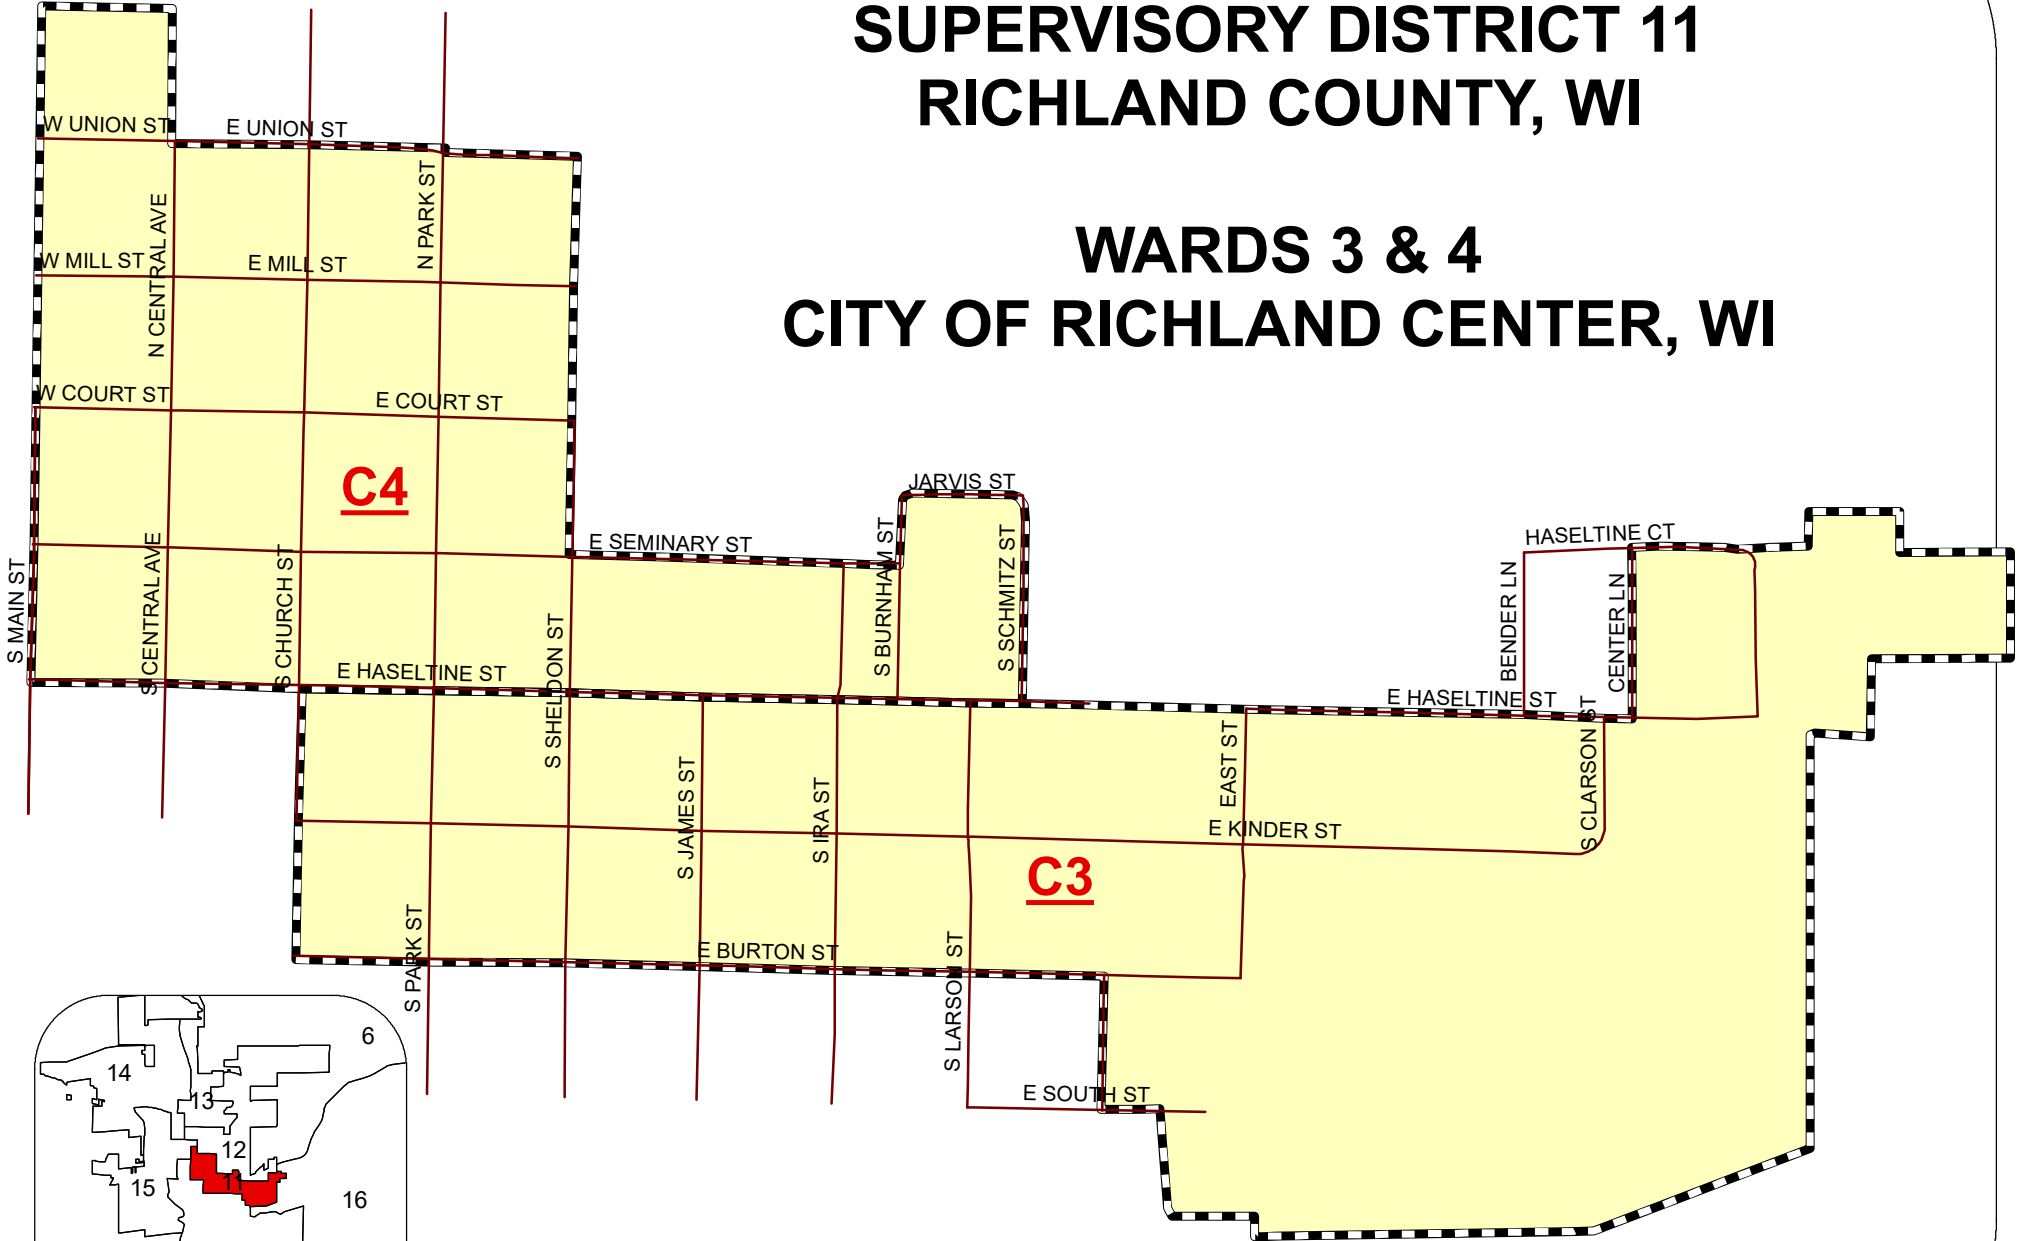 SUPERVISORY DISTRICT 11
RICHLAND COUNTY, WI
WARDS 3 & 4
CITY OF RICHLAND CENTER, WI
W UNION ST
E UNION ST
N PARK ST
N CENTRAL AVE
W MILL ST
E MILL ST
W COURT ST
E COURT ST
C4
JARVIS ST
E SEMINARY ST
S BURNHAM ST
S SCHMITZ ST
HASELTINE CT
BENDER LN
CENTER LN
S MAIN ST
S CENTRAL AVE
S CHURCH ST
E HASELTINE ST
S SHELDON ST
E HASELTINE ST
S CLARSON ST
EAST ST
S JAMES ST
S IRA ST
E KINDER ST
C3
S PARK ST
E BURTON ST
S LARSON ST
E SOUTH ST
6
14
13
12
11
15
16